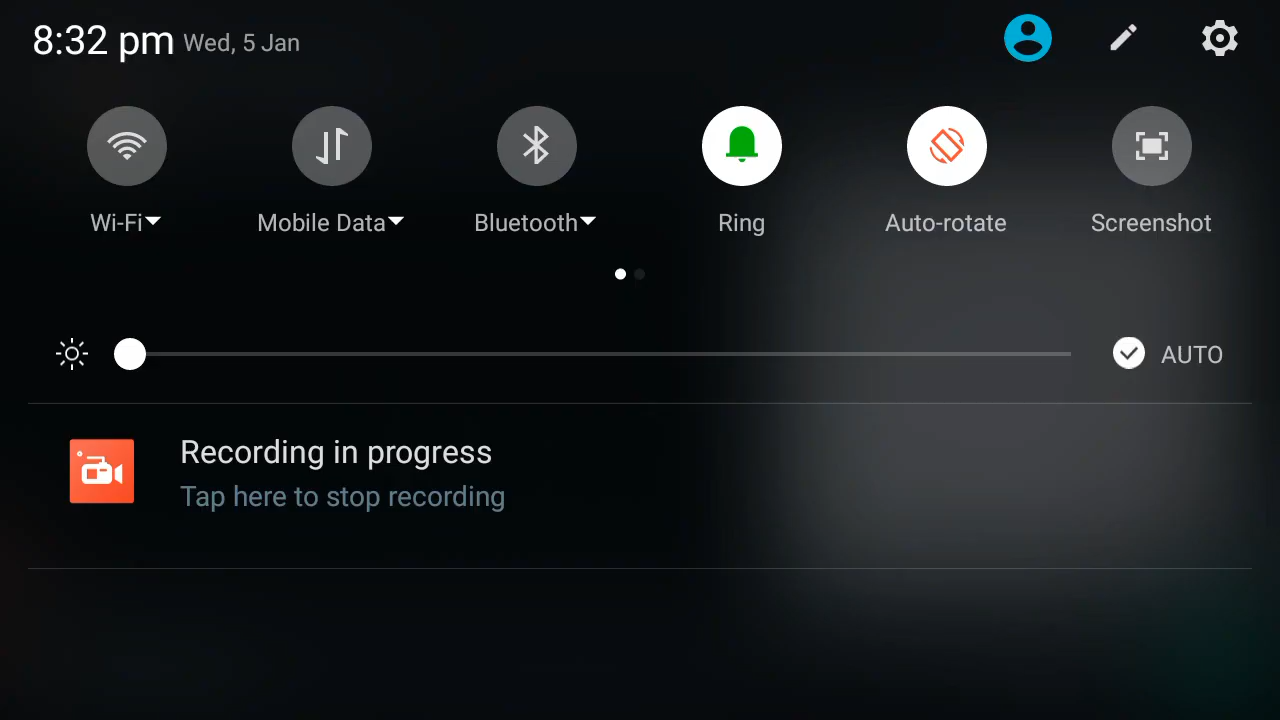 8:32 pm Wed, 5 Jan
Wi-Fi Mobile Data Bluetooth Ring Auto-rotate Screenshot
AUTO
Recording in progress
Tap here to stop recording